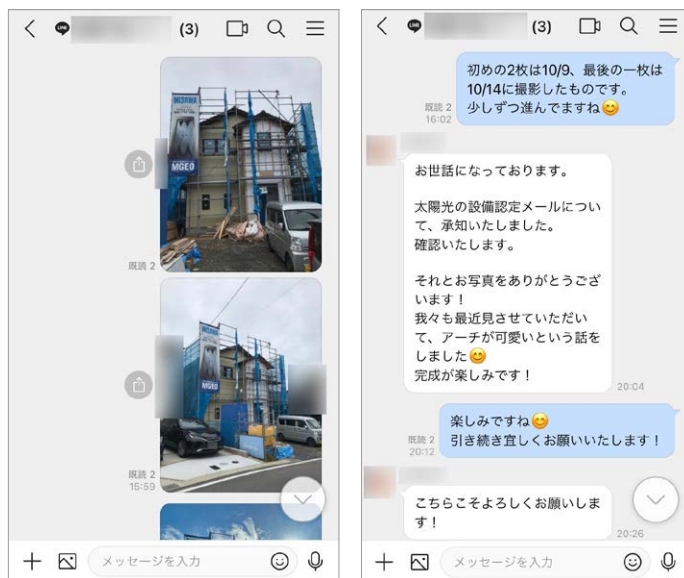 LINE
(3)
MGEO
既読 2
MGEO
既読 2
15:59
メッセージを入力
LINE
(3)
初めの2枚は10/9、最後の一枚は
10/14に撮影したものです。
少しずつ進んでますね😊
既読 2
16:02
お世話になっております。
太陽光の設備認定メールについ
て、承知いたしました。
確認いたします。
それとお写真をありがとうござ
います！
我々も最近見させていただい
て、アーチが可愛いという話を
しました😊
完成が楽しみです！
20:04
楽しみですね😊
引き続き宜しくお願いいたします！
既読 2
20:12
こちらこそよろしくお願いしま
す！
20:26
メッセージを入力